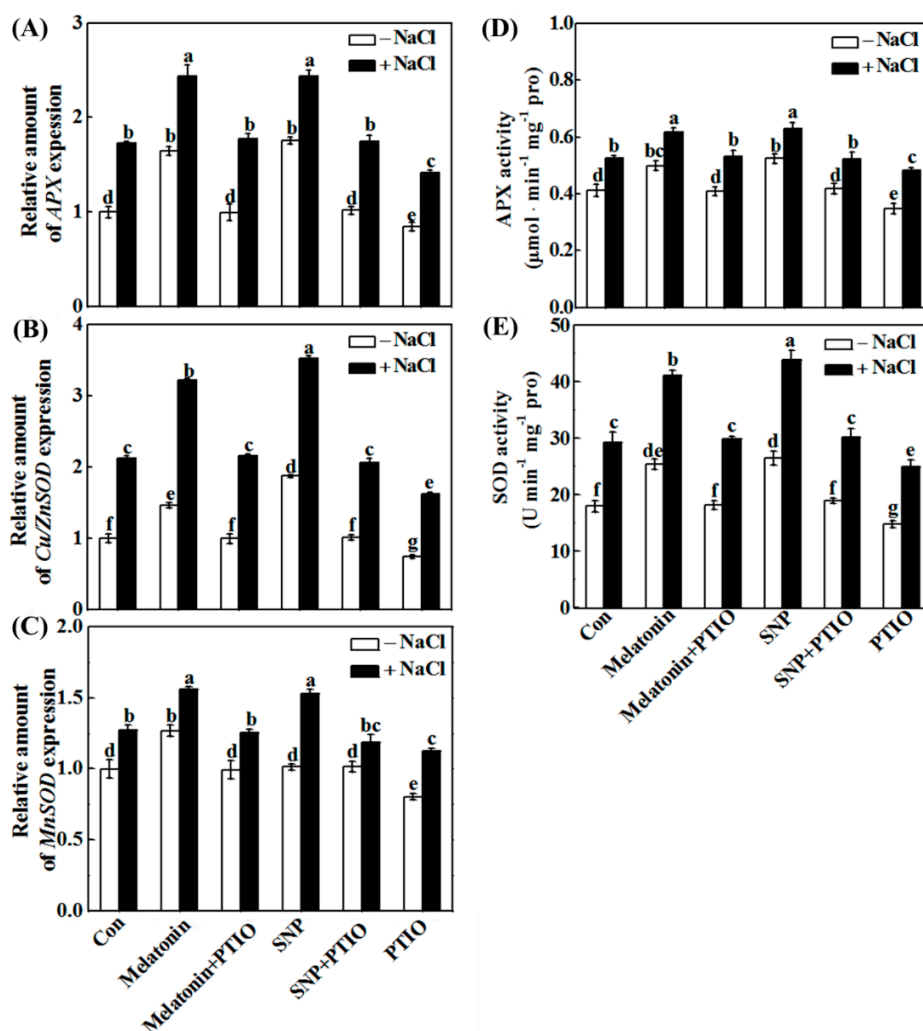 (A)
Relative amount
of APX expession
3
2
1
0
– NaCl
+ NaCl
d b b a d b b a d b e c
(B)
Relative amount
of Cu/ZnSOD expression
4
3
2
1
0
– NaCl
+ NaCl
f c e b f c d a f c g e
(C)
Relative amount
of MnSOD expression
2.0
1.5
1.0
0.5
0.0
– NaCl
+ NaCl
d b b a d b d a d bc e c
Con
Melatonin
Melatonin+PTIO
SNP
SNP+PTIO
PTIO
(D)
APX activity
(μmol · min⁻¹ mg⁻¹ pro)
1.0
0.8
0.6
0.4
0.2
0.0
– NaCl
+ NaCl
d b bc a d b b a d b e c
(E)
SOD activity
(U min⁻¹ mg⁻¹ pro)
50
40
30
20
10
0
– NaCl
+ NaCl
f c de b f c d a f c g e
Con
Melatonin
Melatonin+PTIO
SNP
SNP+PTIO
PTIO